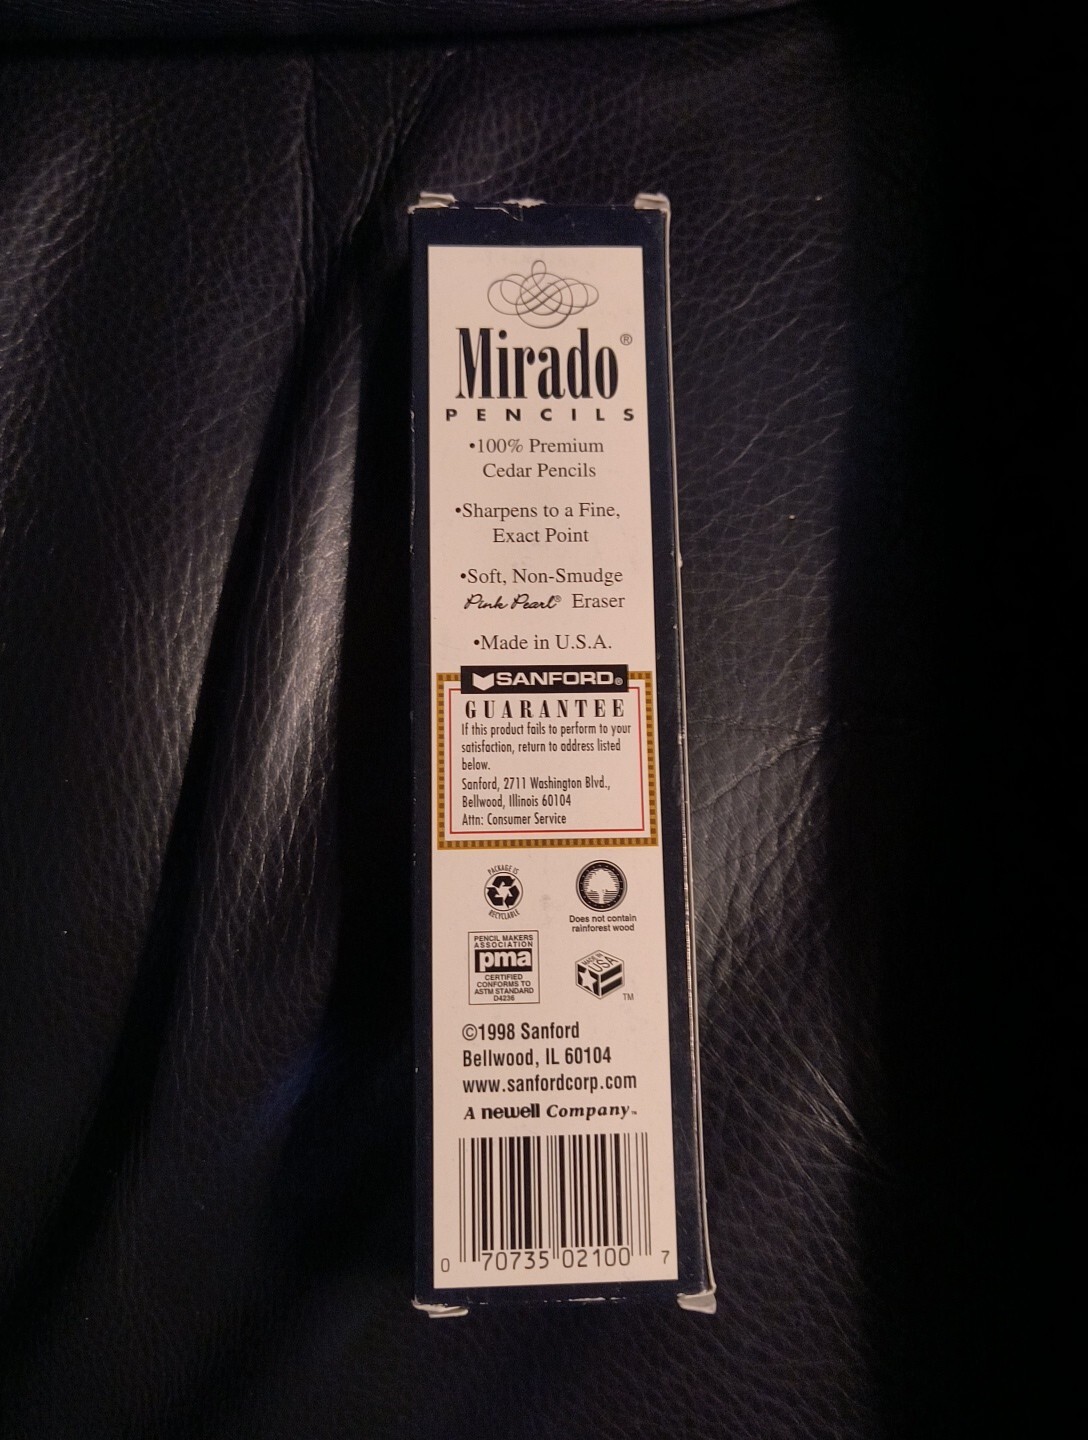 Mirado®
PENCILS
•100% Premium
Cedar Pencils
•Sharpens to a Fine,
Exact Point
•Soft, Non-Smudge
Pink Pearl® Eraser
•Made in U.S.A.
SANFORD®
GUARANTEE
If this product fails to perform to your
satisfaction, return to address listed
below.
Sanford, 2711 Washington Blvd.,
Bellwood, Illinois 60104
Attn: Consumer Service
PACKAGE IS
RECYCLABLE
Does not contain
rainforest wood
PENCIL MAKERS
ASSOCIATION
pma
CERTIFIED
CONFORMS TO
ASTM STANDARD
D4236
MADE IN
USA
TM
©1998 Sanford
Bellwood, IL 60104
www.sanfordcorp.com
A newell Company™
0 70735 02100 7